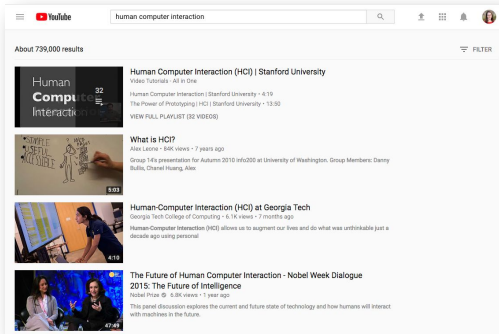 YouTube
human computer interaction
About 739,000 results
FILTER
Human
Computer
Interaction
32
Human Computer Interaction (HCI) | Stanford University
Video Tutorials - All in One
Human Computer Interaction | Stanford University • 4:19
The Power of Prototyping | HCI | Stanford University • 13:50
VIEW FULL PLAYLIST (32 VIDEOS)
SIMPLE
USEFUL
ACCESSIBLE
5:03
What is HCI?
Alex Leone • 84K views • 7 years ago
Group 14's presentation for Autumn 2010 info200 at University of Washington. Group Members: Danny
Bullis, Chanel Huang, Alex
4:10
Human-Computer Interaction (HCI) at Georgia Tech
Georgia Tech College of Computing • 6.1K views • 7 months ago
Human-Computer Interaction (HCI) allows us to augment our lives and do what was unthinkable just a
decade ago using personal
47:49
The Future of Human Computer Interaction - Nobel Week Dialogue
2015: The Future of Intelligence
Nobel Prize 6.8K views • 1 year ago
This panel discussion explores the current and future state of technology and how humans will interact
with machines in the future.